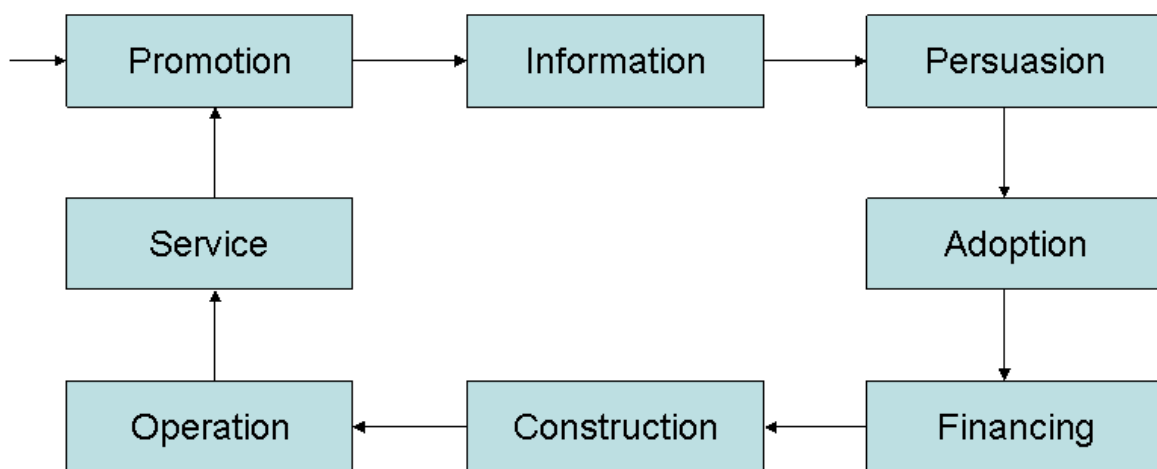 Promotion
Information
Persuasion
Service
Adoption
Operation
Construction
Financing